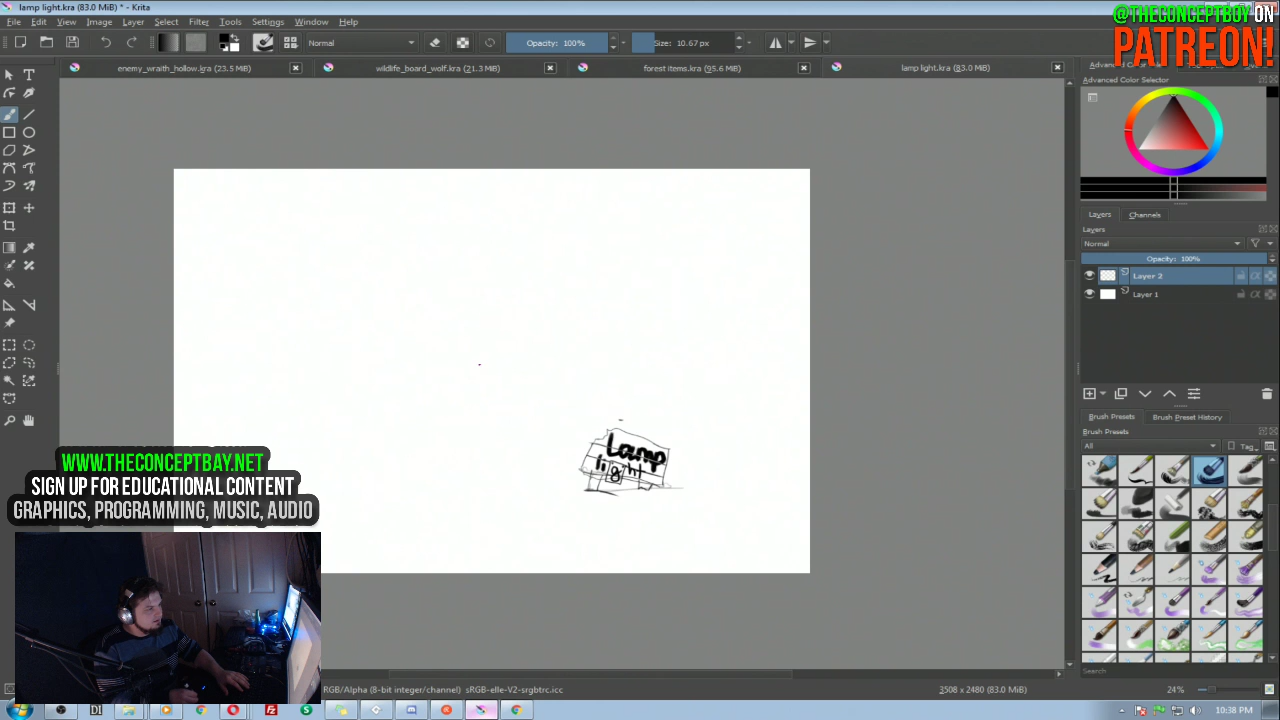 lamp light.kra (83.0 MiB) * - Krita
@THECONCEPTBOY ON
PATREON!
File Edit View Image Layer Select Filter Tools Settings Window Help
Normal
Opacity: 100%
Size: 10.67 px
enemy_wraith_hollow.kra (23.5 MiB)
wildlife_board_wolf.kra (21.3 MiB)
forest items.kra (95.6 MiB)
lamp light.kra (83.0 MiB)
Advanced Color Selector
Layers Channels
Layers
Normal
Opacity: 100%
Layer 2
Layer 1
Brush Presets Brush Preset History
Brush Presets
All
Tag
Search
Lamp
light
WWW.THECONCEPTBAY.NET
SIGN UP FOR EDUCATIONAL CONTENT
GRAPHICS, PROGRAMMING, MUSIC, AUDIO
RGB/Alpha (8-bit integer/channel) sRGB-elle-V2-srgbtrc.icc
3508 x 2480 (83.0 MiB)
24%
10:38 PM